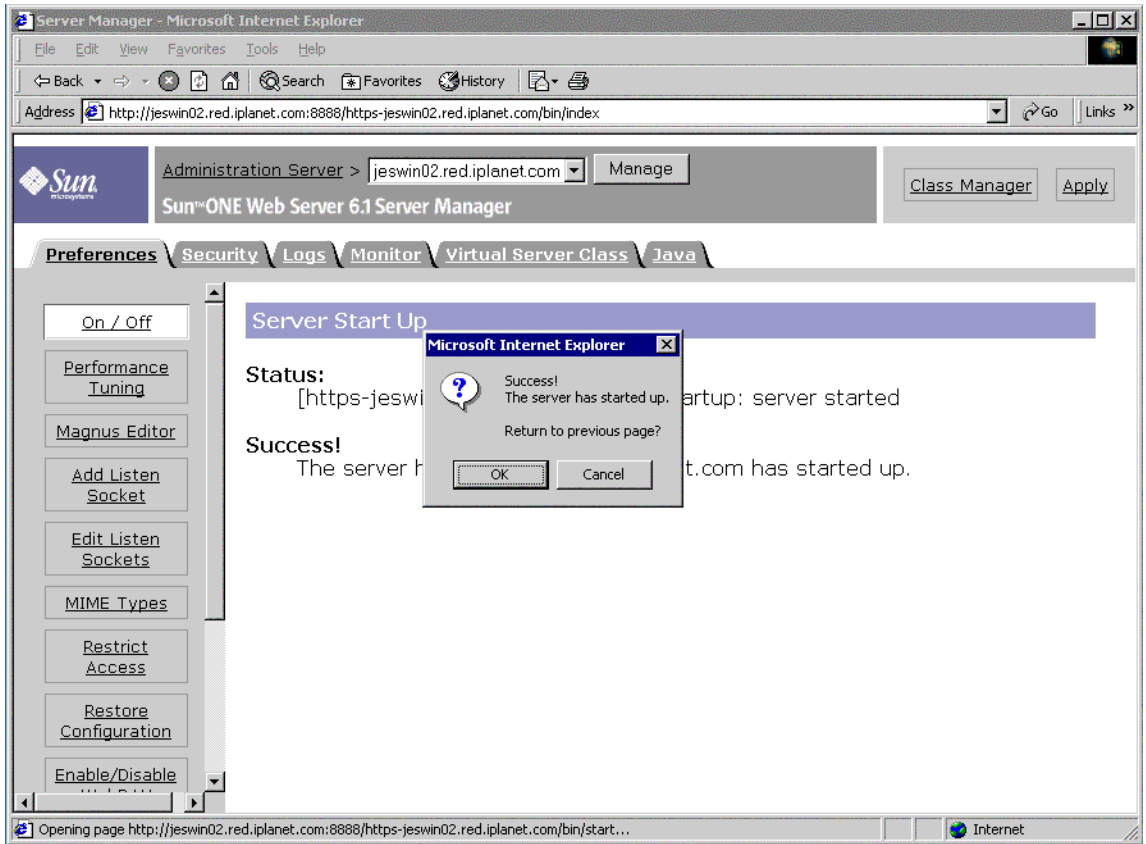 Server Manager - Microsoft Internet Explorer
File Edit View Favorites Tools Help
Back Search Favorites History
Address http://jeswin02.red.iplanet.com:8888/https-jeswin02.red.iplanet.com/bin/index Go Links »
Sun
microsystems
Administration Server > jeswin02.red.iplanet.com Manage
Sun™ONE Web Server 6.1 Server Manager
Class Manager Apply
Preferences Security Logs Monitor Virtual Server Class Java
On / Off
Performance
Tuning
Magnus Editor
Add Listen
Socket
Edit Listen
Sockets
MIME Types
Restrict
Access
Restore
Configuration
Enable/Disable
Server Start Up
Status:
[https-jeswi artup: server started
Success!
The server h t.com has started up.
Microsoft Internet Explorer
Success!
The server has started up.
Return to previous page?
OK Cancel
Opening page http://jeswin02.red.iplanet.com:8888/https-jeswin02.red.iplanet.com/bin/start... Internet